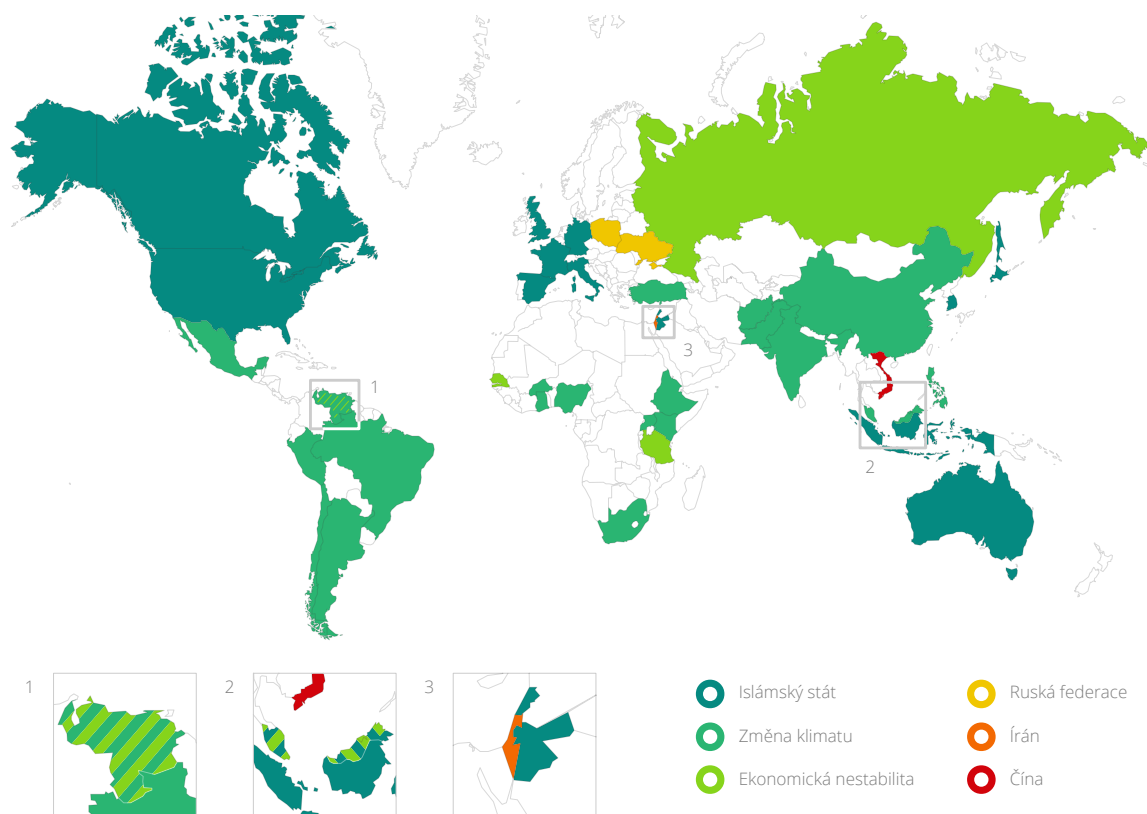 1
3
2
1
2
3
Islámský stát
Změna klimatu
Ekonomická nestabilita
Ruská federace
Írán
Čína